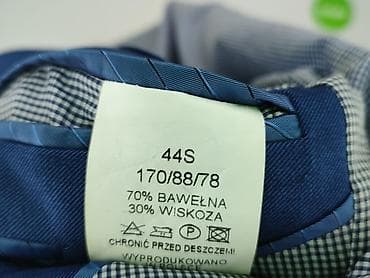 44S
170/88/78
70% BAWEŁNA
30% WISKOZA
CHRONIĆ PRZED DESZCZEM!
WYPRODUKOWANO